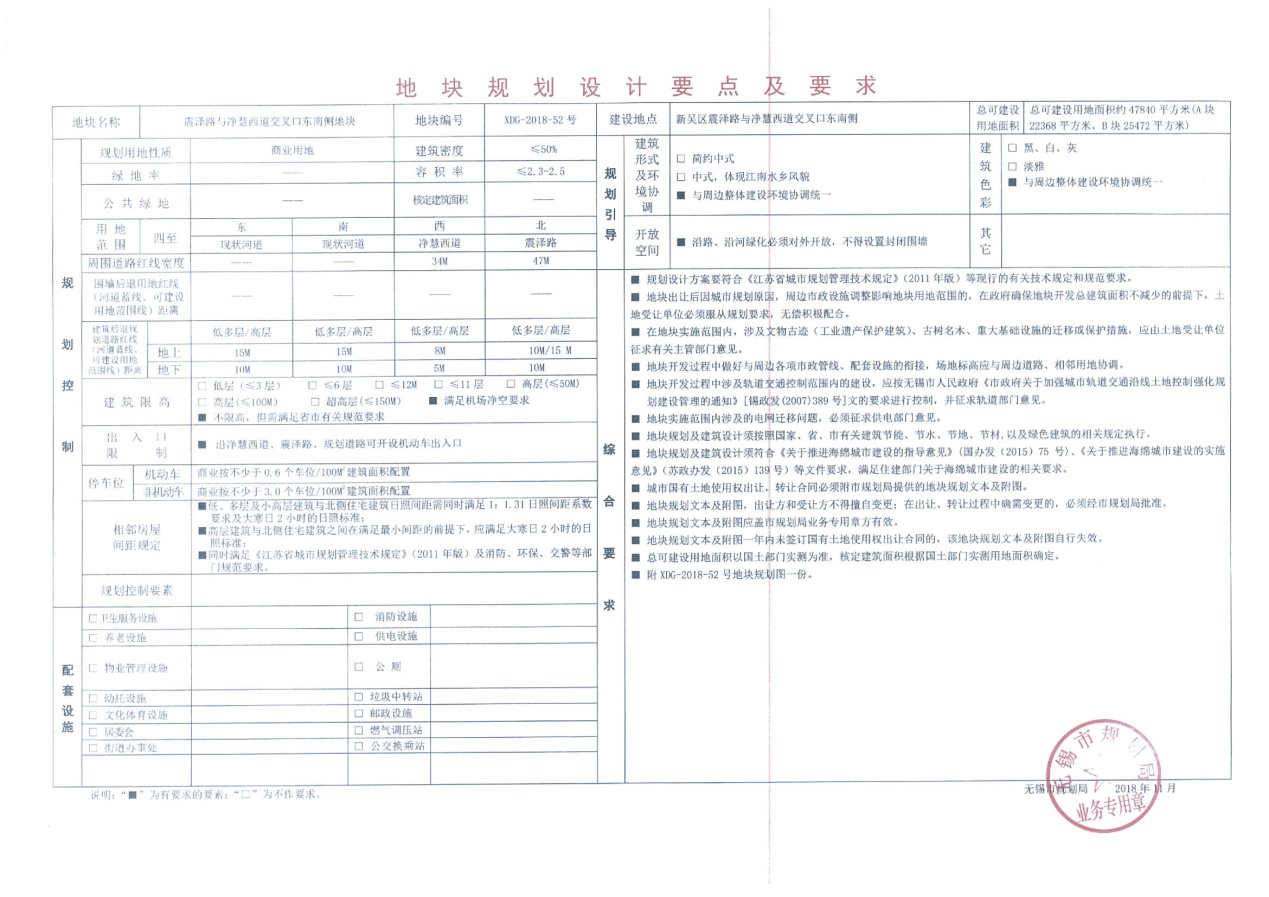 地块规划设计要点及要求
地块名称 震泽路与净慧西道交叉口东南侧地块 地块编号 XDG-2018-52 号 建设地点 新吴区震泽路与净慧西道交叉口东南侧 总可建设用地面积 总可建设用地面积约 47840 平方米(A 块
22368 平方米，B 块 25472 平方米)
规划控制
规划用地性质 商业用地 建筑密度 ≤50%
绿地率 —— 容积率 ≤2.3-2.5
公共绿地 —— 核定建筑面积 ——
用地范围 四至 东 南 西 北
现状河道 现状河道 净慧西道 震泽路
周围道路红线宽度 —— —— 34M 47M
围墙后退用地红线
（河道蓝线、可建设
用地范围线）距离 —— —— —— ——
建筑后退规
划道路红线
（河道蓝线、
可建设用地
范围线）距离
低多层/高层 低多层/高层 低多层/高层 低多层/高层
地上 15M 15M 8M 10M/15 M
地下 10M 10M 5M 10M
建筑限高
□ 低层（≤3 层） □ ≤6 层 □ ≤12M □ ≤11 层 □ 高层(≤50M)
□ 高层(≤100M) □ 超高层(≤150M) ■ 满足机场净空要求
■ 不限高，但需满足省市有关规范要求
出入口
限制 ■ 沿净慧西道、震泽路、规划道路可开设机动车出入口
停车位 机动车 商业按不少于 0.6 个车位/100M²建筑面积配置
非机动车 商业按不少于 3.0 个车位/100M²建筑面积配置
相邻房屋
间距规定
■低、多层及小高层建筑与北侧住宅建筑日照间距需同时满足 1：1.31 日照间距系数
要求及大寒日 2 小时的日照标准；
■高层建筑与北侧住宅建筑之间在满足最小间距的前提下，应满足大寒日 2 小时的日
照标准；
■同时满足《江苏省城市规划管理技术规定》（2011 年版）及消防、环保、交警等部
门规范要求。
规划控制要素
配套设施
□ 卫生服务设施 □ 消防设施
□ 养老设施 □ 供电设施
□ 物业管理设施 □ 公厕
□ 幼托设施 □ 垃圾中转站
□ 文化体育设施 □ 邮政设施
□ 居委会 □ 燃气调压站
□ 街道办事处 □ 公交换乘站
规划引导
建筑
形式
及环
境协
调
□ 简约中式
□ 中式，体现江南水乡风貌
■ 与周边整体建设环境协调统一
建筑色彩
□ 黑、白、灰
□ 淡雅
■ 与周边整体建设环境协调统一
开放
空间 ■ 沿路、沿河绿化必须对外开放，不得设置封闭围墙 其它
综合要求
■ 规划设计方案要符合《江苏省城市规划管理技术规定》（2011 年版）等现行的有关技术规定和规范要求。
■ 地块出让后因城市规划原因，周边市政设施调整影响地块用地范围的，在政府确保地块开发总建筑面积不减少的前提下，土
地受让单位必须服从规划要求，无偿积极配合。
■ 在地块实施范围内，涉及文物古迹（工业遗产保护建筑）、古树名木、重大基础设施的迁移或保护措施，应由土地受让单位
征求有关主管部门意见。
■ 地块开发过程中做好与周边各项市政管线、配套设施的衔接，场地标高应与周边道路、相邻用地协调。
■ 地块开发过程中涉及轨道交通控制范围内的建设，应按无锡市人民政府《市政府关于加强城市轨道交通沿线土地控制强化规
划建设管理的通知》[锡政发(2007)389 号]文的要求进行控制，并征求轨道部门意见。
■ 地块实施范围内涉及的电网迁移问题，必须征求供电部门意见。
■ 地块规划及建筑设计须按照国家、省、市有关建筑节能、节水、节地、节材,以及绿色建筑的相关规定执行。
■ 地块规划及建筑设计须符合《关于推进海绵城市建设的指导意见》(国办发（2015）75 号)、《关于推进海绵城市建设的实施
意见》（苏政办发（2015）139 号）等文件要求，满足住建部门关于海绵城市建设的相关要求。
■ 城市国有土地使用权出让，转让合同必须附市规划局提供的地块规划文本及附图。
■ 地块规划文本及附图，出让方和受让方不得擅自变更；在出让、转让过程中确需变更的，必须经市规划局批准。
■ 地块规划文本及附图应盖市规划局业务专用章方有效。
■ 地块规划文本及附图一年内未签订国有土地使用权出让合同的，该地块规划文本及附图自行失效。
■ 总可建设用地面积以国土部门实测为准，核定建筑面积根据国土部门实测用地面积确定。
■ 附 XDG-2018-52 号地块规划图一份。
无锡市规划局 2018 年 11 月
无锡市规划局
业务专用章
说明：“■”为有要求的要素；“□”为不作要求。